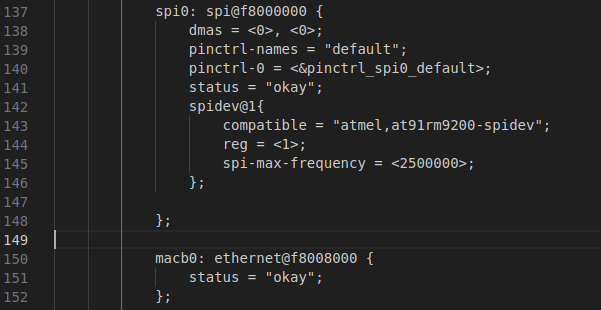 137 spi0: spi@f8000000 {
138 dmas = <0>, <0>;
139 pinctrl-names = "default";
140 pinctrl-0 = <&pinctrl_spi0_default>;
141 status = "okay";
142 spidev@1{
143 compatible = "atmel,at91rm9200-spidev";
144 reg = <1>;
145 spi-max-frequency = <2500000>;
146 };
147
148 };
149
150 macb0: ethernet@f8008000 {
151 status = "okay";
152 };